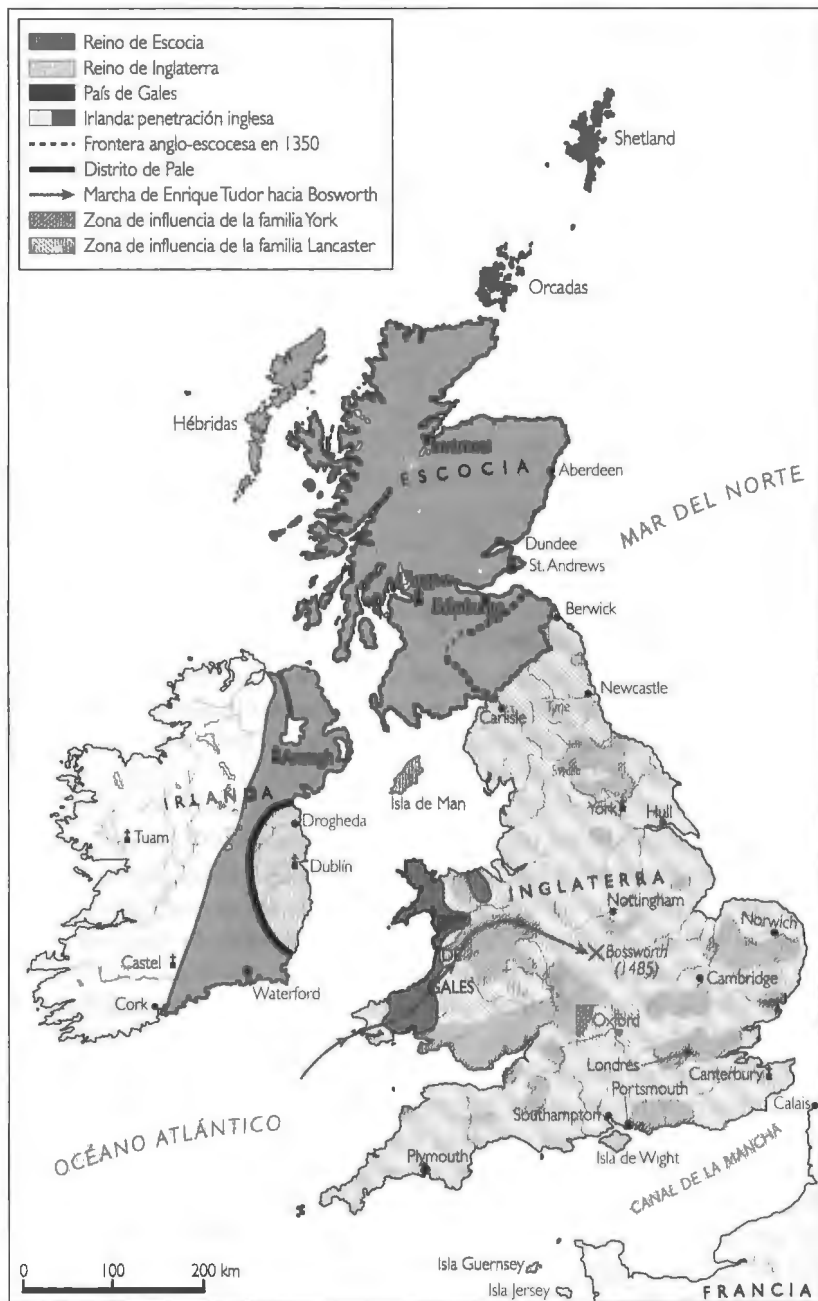 Reino de Escocia
Reino de Inglaterra
País de Gales
Irlanda: penetración inglesa
Frontera anglo-escocesa en 1350
Distrito de Pale
Marcha de Enrique Tudor hacia Bosworth
Zona de influencia de la familia York
Zona de influencia de la familia Lancaster
Shetland
Orcadas
Hébridas
ESCOCIA
Aberdeen
MAR DEL NORTE
Dundee
St. Andrews
Berwick
Newcastle
Carlisle
Tyne
Armagh
Isla de Man
IRLANDA
York
Hull
Drogheda
Tuam
Dublín
INGLATERRA
Nottingham
Norwich
Bossworth
(1485)
DE
GALES
Castel
Waterford
Cambridge
Cork
Oxford
Londres
Canterbury
Portsmouth
Southampton
Calais
OCÉANO ATLÁNTICO
Plymouth
Isla de Wight
CANAL DE LA MANCHA
Isla Guernsey
Isla Jersey
FRANCIA
0 100 200 km